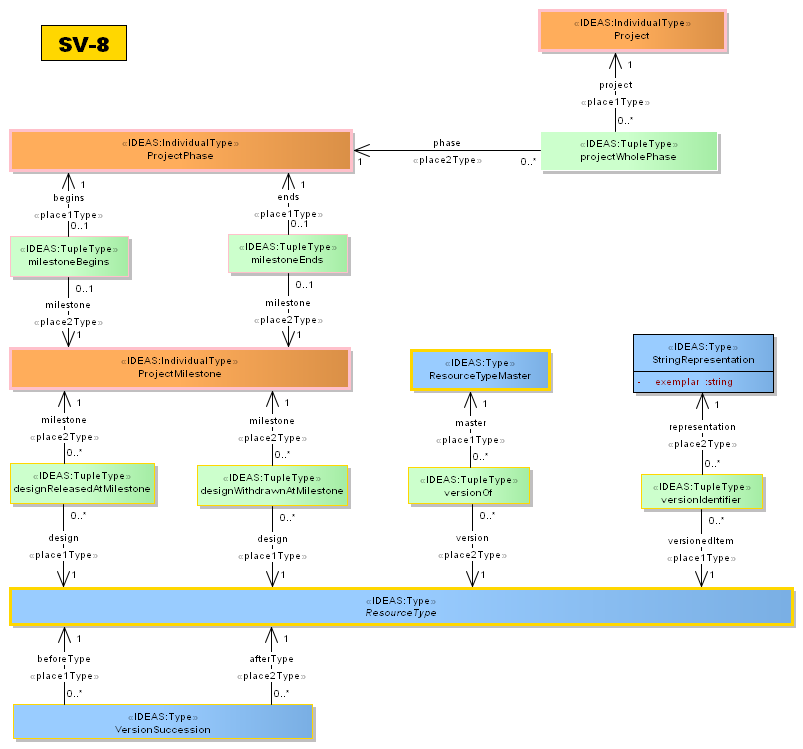 SV-8
«IDEAS:IndividualType»
Project
1
project
«place1Type»
0..*
«IDEAS:TupleType»
projectWholePhase
phase
«place2Type»
1
0..*
«IDEAS:IndividualType»
ProjectPhase
1
begins
«place1Type»
0..1
1
ends
«place1Type»
0..1
«IDEAS:TupleType»
milestoneBegins
«IDEAS:TupleType»
milestoneEnds
0..1
milestone
«place2Type»
1
0..1
milestone
«place2Type»
1
«IDEAS:IndividualType»
ProjectMilestone
«IDEAS:Type»
ResourceTypeMaster
«IDEAS:Type»
StringRepresentation
- exemplar :string
1
milestone
«place2Type»
0..*
1
milestone
«place2Type»
0..*
1
master
«place1Type»
0..*
1
representation
«place2Type»
0..*
«IDEAS:TupleType»
designReleasedAtMilestone
«IDEAS:TupleType»
designWithdrawnAtMilestone
«IDEAS:TupleType»
versionOf
«IDEAS:TupleType»
versionIdentifier
0..*
design
«place1Type»
1
0..*
design
«place1Type»
1
0..*
version
«place2Type»
1
0..*
versionedItem
«place1Type»
1
«IDEAS:Type»
ResourceType
1
beforeType
«place1Type»
0..*
1
afterType
«place2Type»
0..*
«IDEAS:Type»
VersionSuccession